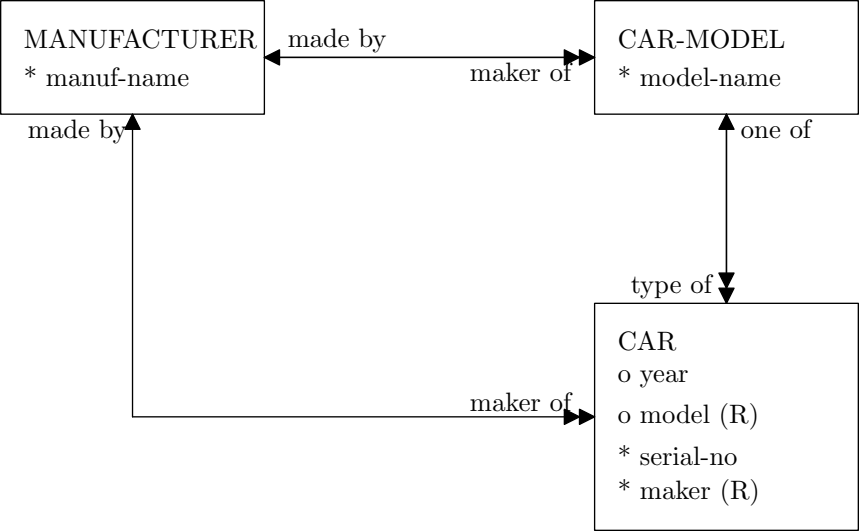 MANUFACTURER
* manuf-name
made by
maker of
CAR-MODEL
* model-name
made by
one of
type of
maker of
CAR
o year
o model (R)
* serial-no
* maker (R)